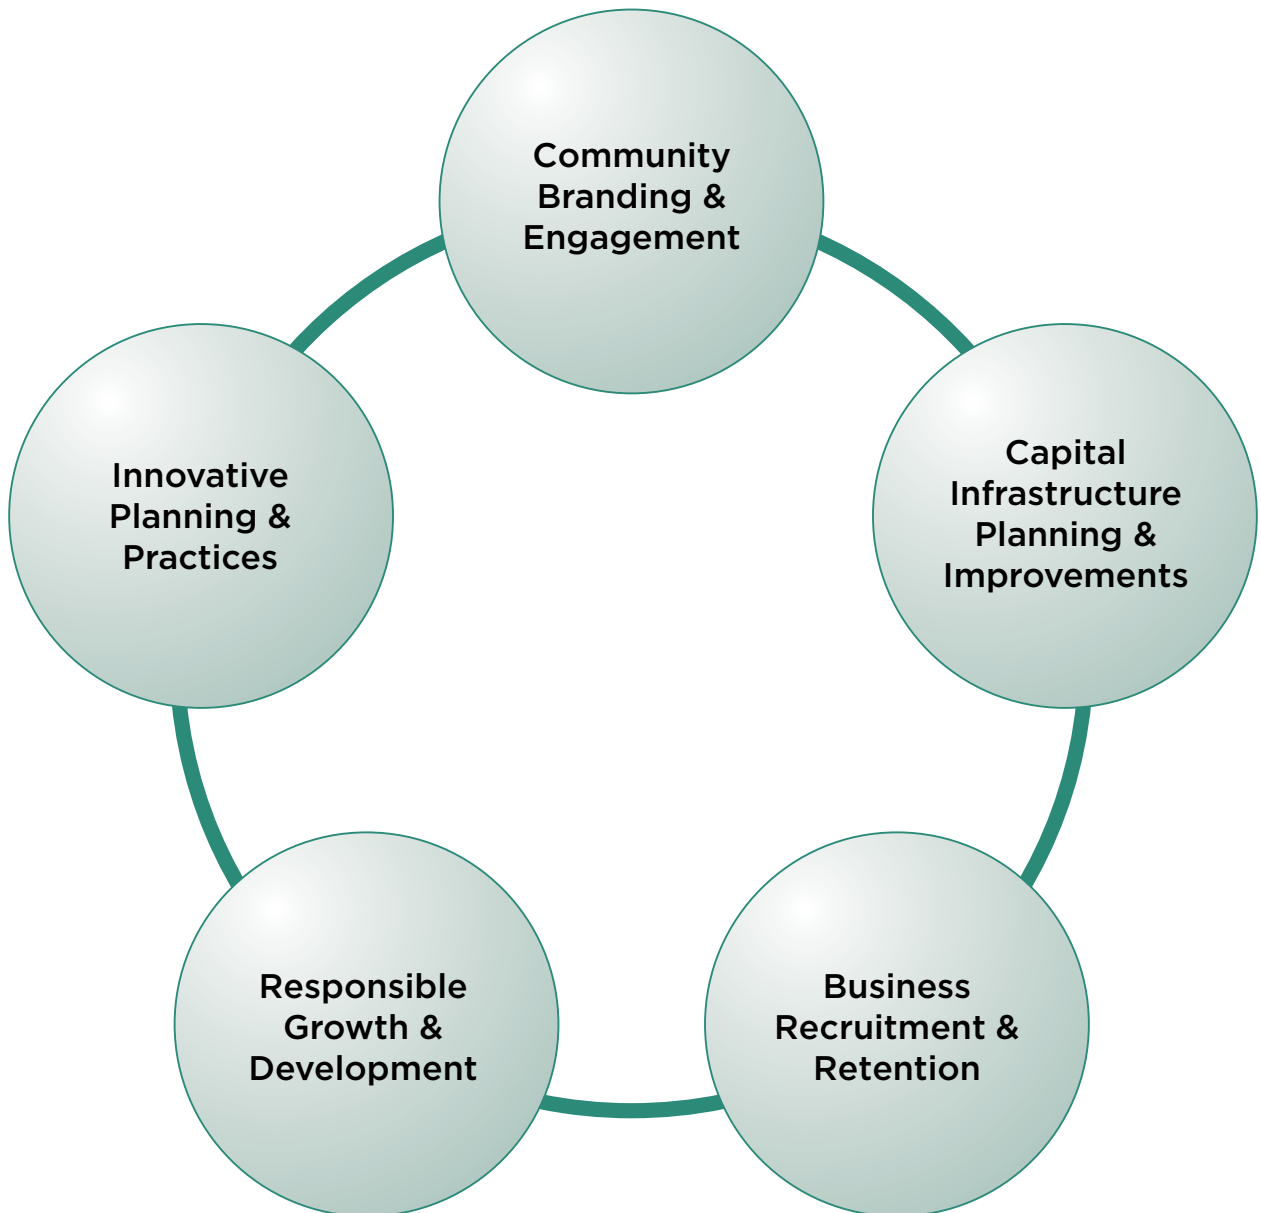 Community
Branding &
Engagement
Capital
Infrastructure
Planning &
Improvements
Business
Recruitment &
Retention
Responsible
Growth &
Development
Innovative
Planning &
Practices